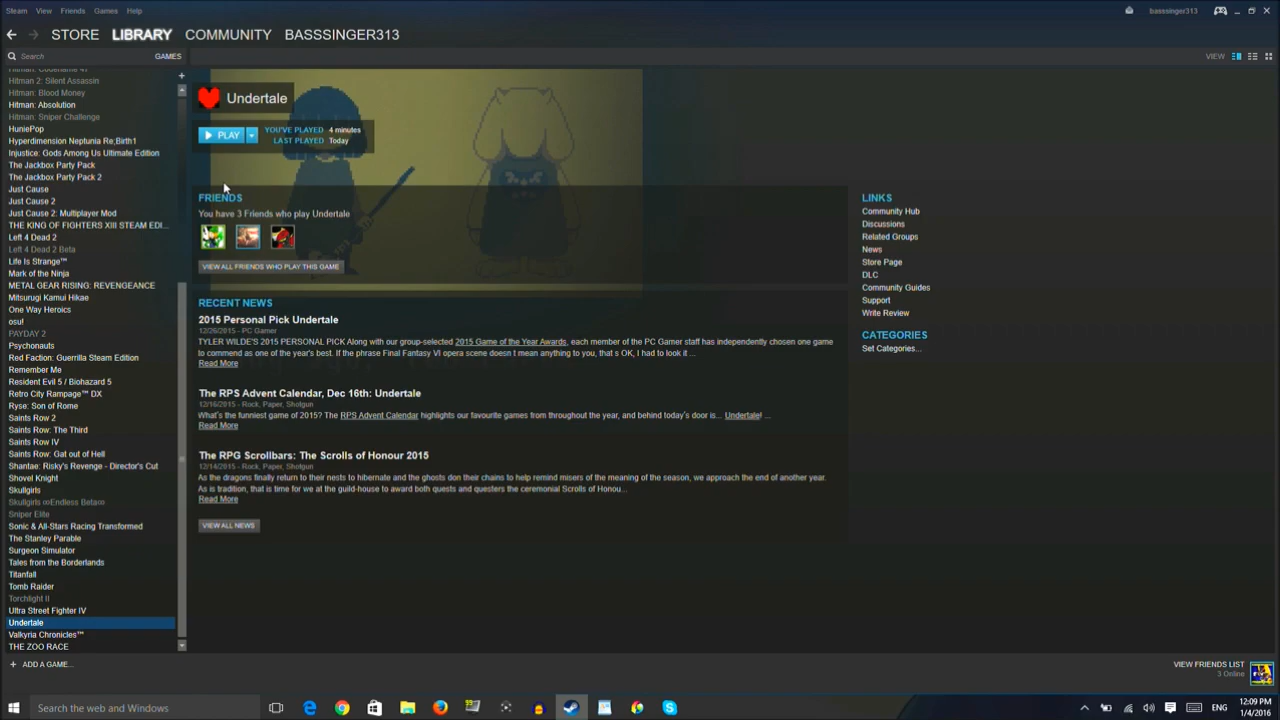 Steam View Friends Games Help
basssinger313
STORE LIBRARY COMMUNITY BASSSINGER313
Search GAMES
VIEW
Hitman: Codename 47
Hitman 2: Silent Assassin
Hitman: Blood Money
Hitman: Absolution
Hitman: Sniper Challenge
HuniePop
Hyperdimension Neptunia Re;Birth1
Injustice: Gods Among Us Ultimate Edition
The Jackbox Party Pack
The Jackbox Party Pack 2
Just Cause
Just Cause 2
Just Cause 2: Multiplayer Mod
THE KING OF FIGHTERS XIII STEAM EDI...
Left 4 Dead 2
Left 4 Dead 2 Beta
Life Is Strange™
Mark of the Ninja
METAL GEAR RISING: REVENGEANCE
Mitsurugi Kamui Hikae
One Way Heroics
osu!
PAYDAY 2
Psychonauts
Red Faction: Guerrilla Steam Edition
Remember Me
Resident Evil 5 / Biohazard 5
Retro City Rampage™ DX
Ryse: Son of Rome
Saints Row 2
Saints Row: The Third
Saints Row IV
Saints Row: Gat out of Hell
Shantae: Risky's Revenge - Director's Cut
Shovel Knight
Skullgirls
Skullgirls ∞Endless Beta∞
Sniper Elite
Sonic & All-Stars Racing Transformed
The Stanley Parable
Surgeon Simulator
Tales from the Borderlands
Titanfall
Tomb Raider
Torchlight II
Ultra Street Fighter IV
Undertale
Valkyria Chronicles™
THE ZOO RACE
+ ADD A GAME...
Undertale
PLAY
YOU'VE PLAYED 4 minutes
LAST PLAYED Today
FRIENDS
You have 3 Friends who play Undertale
VIEW ALL FRIENDS WHO PLAY THIS GAME
RECENT NEWS
2015 Personal Pick Undertale
12/26/2015 - PC Gamer
TYLER WILDE'S 2015 PERSONAL PICK Along with our group-selected 2015 Game of the Year Awards, each member of the PC Gamer staff has independently chosen one game
to commend as one of the year's best. If the phrase Final Fantasy VI opera scene doesn t mean anything to you, that s OK, I had to look it ...
Read More
The RPS Advent Calendar, Dec 16th: Undertale
12/16/2015 - Rock, Paper, Shotgun
What's the funniest game of 2015? The RPS Advent Calendar highlights our favourite games from throughout the year, and behind today's door is... Undertale! ...
Read More
The RPG Scrollbars: The Scrolls of Honour 2015
12/14/2015 - Rock, Paper, Shotgun
As the dragons finally return to their nests to hibernate and the ghosts don their chains to help remind misers of the meaning of the season, we approach the end of another year.
As is tradition, that is time for we at the guild-house to award both quests and questers the ceremonial Scrolls of Honou...
Read More
VIEW ALL NEWS
LINKS
Community Hub
Discussions
Related Groups
News
Store Page
DLC
Community Guides
Support
Write Review
CATEGORIES
Set Categories...
VIEW FRIENDS LIST
3 Online
Search the web and Windows
ENG
12:09 PM
1/4/2016